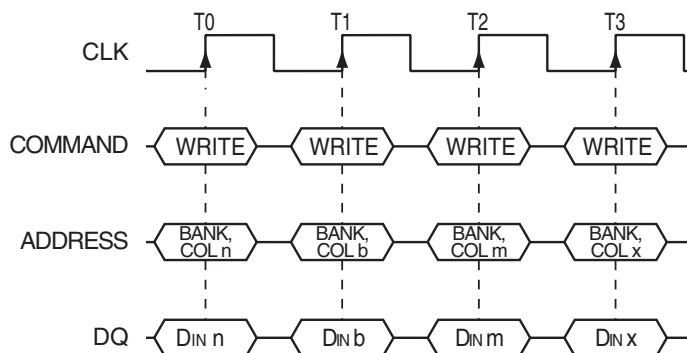 T0 T1 T2 T3
CLK
COMMAND WRITE WRITE WRITE WRITE
ADDRESS BANK, COL n BANK, COL b BANK, COL m BANK, COL x
DQ DIN n DIN b DIN m DIN x